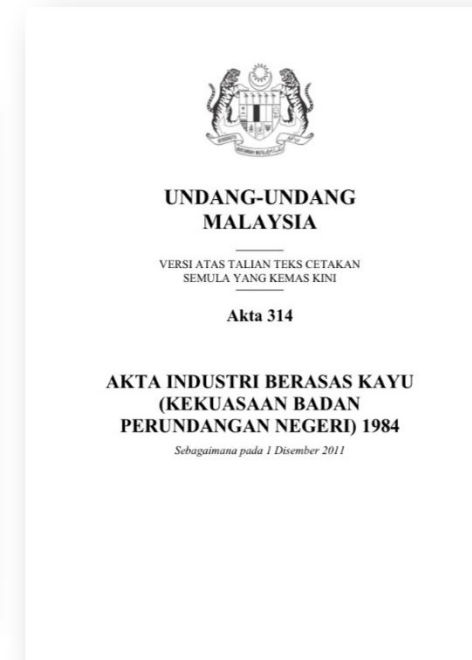 UNDANG-UNDANG
MALAYSIA
VERSI ATAS TALIAN TEKS CETAKAN
SEMULA YANG KEMAS KINI
Akta 314
AKTA INDUSTRI BERASAS KAYU
(KEKUASAAN BADAN
PERUNDANGAN NEGERI) 1984
Sebagaimana pada 1 Disember 2011